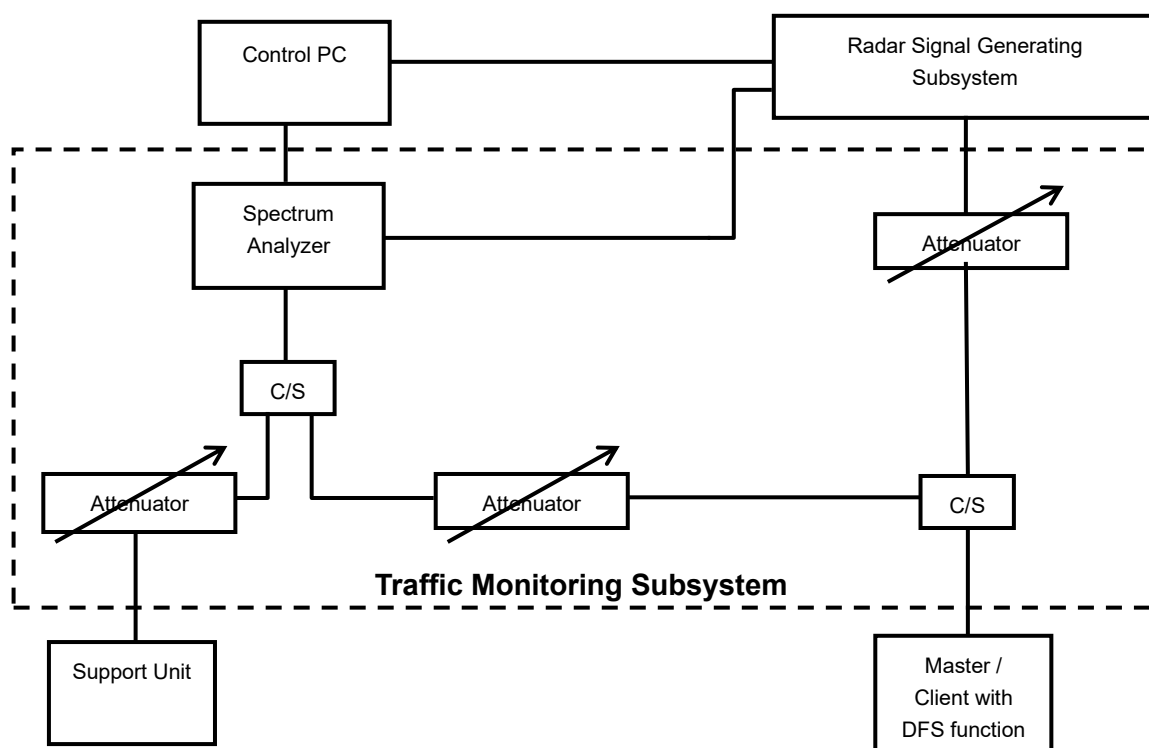 Control PC
Radar Signal Generating
Subsystem
Spectrum
Analyzer
Attenuator
C/S
Attenuator
Attenuator
C/S
Traffic Monitoring Subsystem
Support Unit
Master /
Client with
DFS function